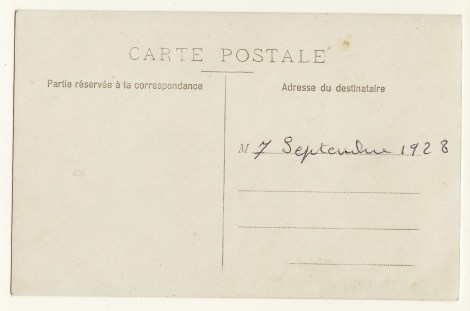 CARTE POSTALE
Partie réservée à la correspondance
Adresse du destinataire
M 7 Septembre 1928